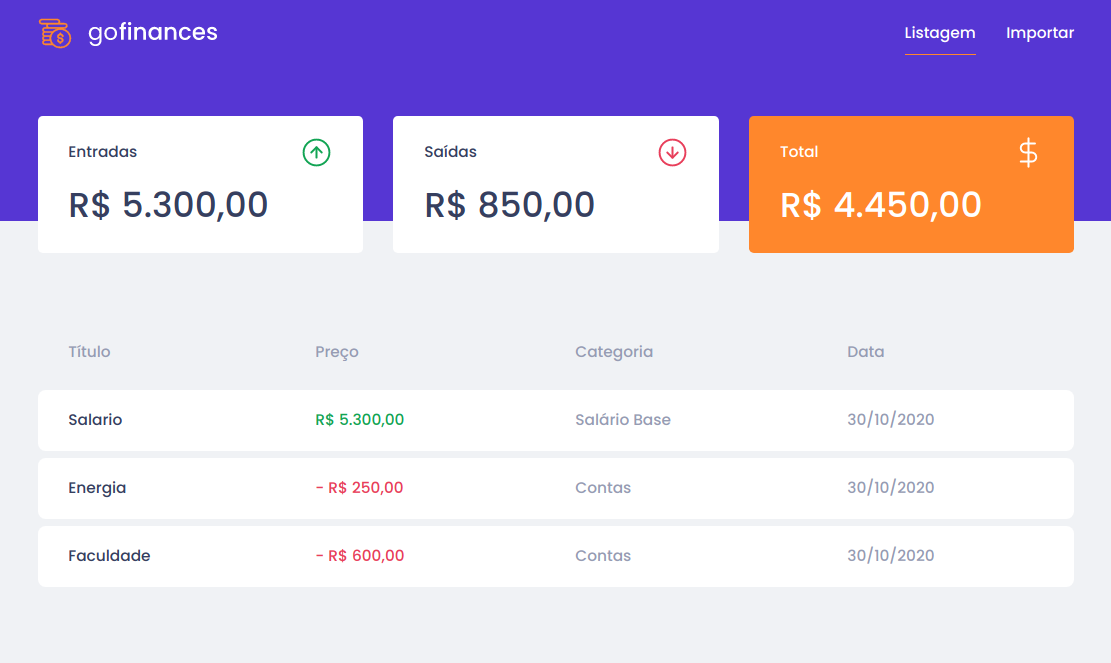 gofinances Listagem Importar
Entradas Saídas Total
R$ 5.300,00 R$ 850,00 R$ 4.450,00
Título Preço Categoria Data
Salario R$ 5.300,00 Salário Base 30/10/2020
Energia - R$ 250,00 Contas 30/10/2020
Faculdade - R$ 600,00 Contas 30/10/2020